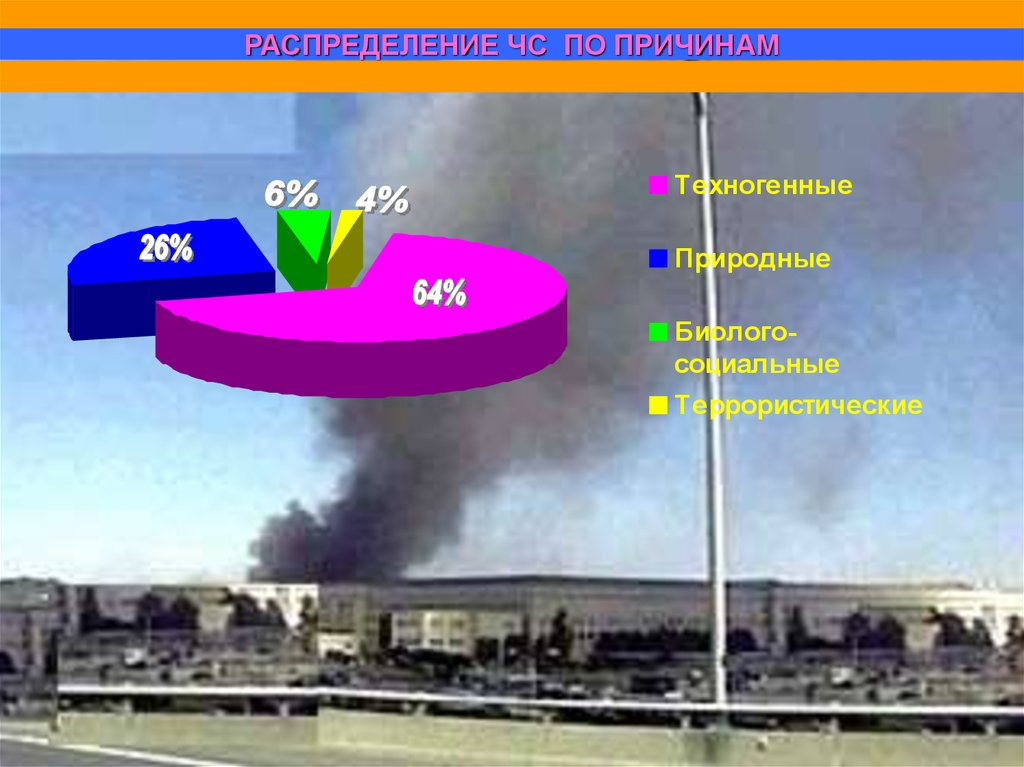 РАСПРЕДЕЛЕНИЕ ЧС ПО ПРИЧИНАМ
6%
4%
26%
64%
Техногенные
Природные
Биолого-
социальные
Террористические